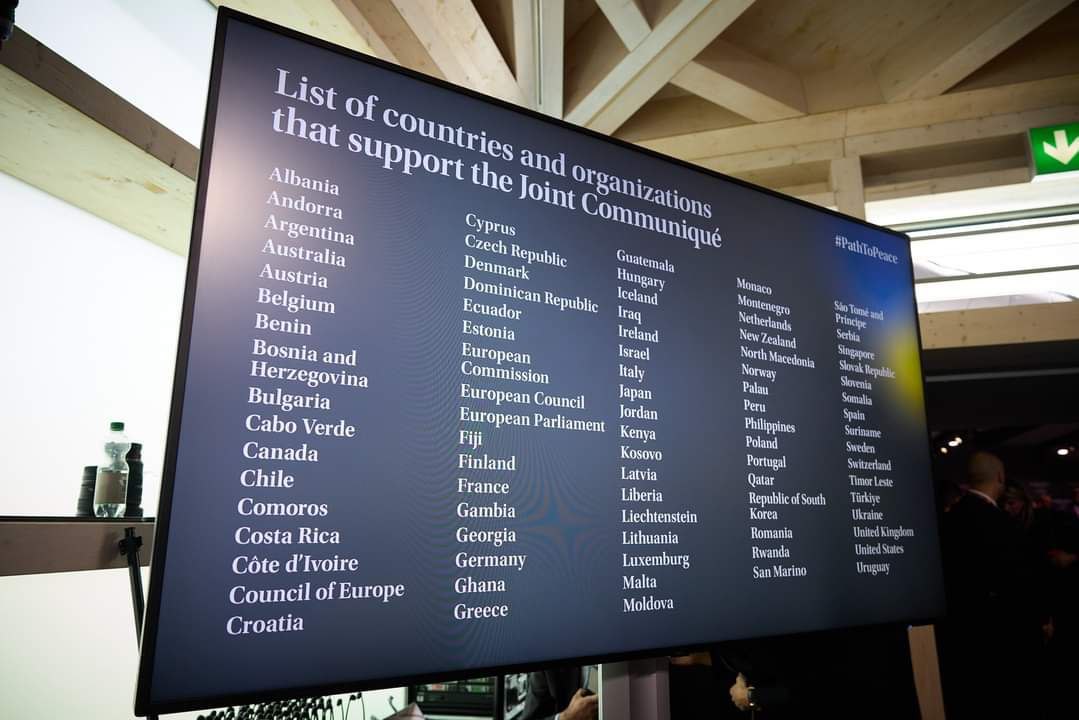 List of countries and organizations
that support the Joint Communiqué
#PathToPeace
Albania
Andorra
Argentina
Australia
Austria
Belgium
Benin
Bosnia and
Herzegovina
Bulgaria
Cabo Verde
Canada
Chile
Comoros
Costa Rica
Côte d'Ivoire
Council of Europe
Croatia
Cyprus
Czech Republic
Denmark
Dominican Republic
Ecuador
Estonia
European
Commission
European Council
European Parliament
Fiji
Finland
France
Gambia
Georgia
Germany
Ghana
Greece
Guatemala
Hungary
Iceland
Iraq
Ireland
Israel
Italy
Japan
Jordan
Kenya
Kosovo
Latvia
Liberia
Liechtenstein
Lithuania
Luxemburg
Malta
Moldova
Monaco
Montenegro
Netherlands
New Zealand
North Macedonia
Norway
Palau
Peru
Philippines
Poland
Portugal
Qatar
Republic of South
Korea
Romania
Rwanda
San Marino
São Tomé and
Príncipe
Serbia
Singapore
Slovak Republic
Slovenia
Somalia
Spain
Suriname
Sweden
Switzerland
Timor Leste
Türkiye
Ukraine
United Kingdom
United States
Uruguay